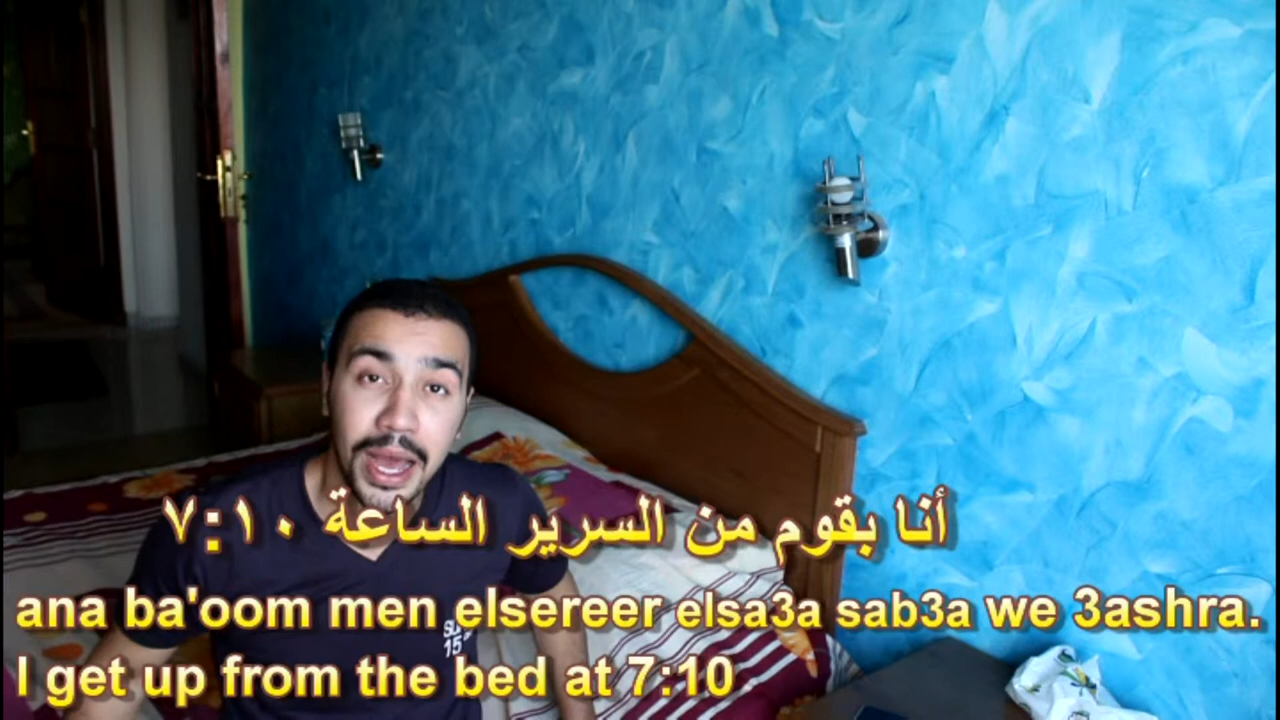 أنا بقوم من السرير الساعة ٧:١٠
ana ba'oom men elsereer elsa3a sab3a we 3ashra.
I get up from the bed at 7:10
15